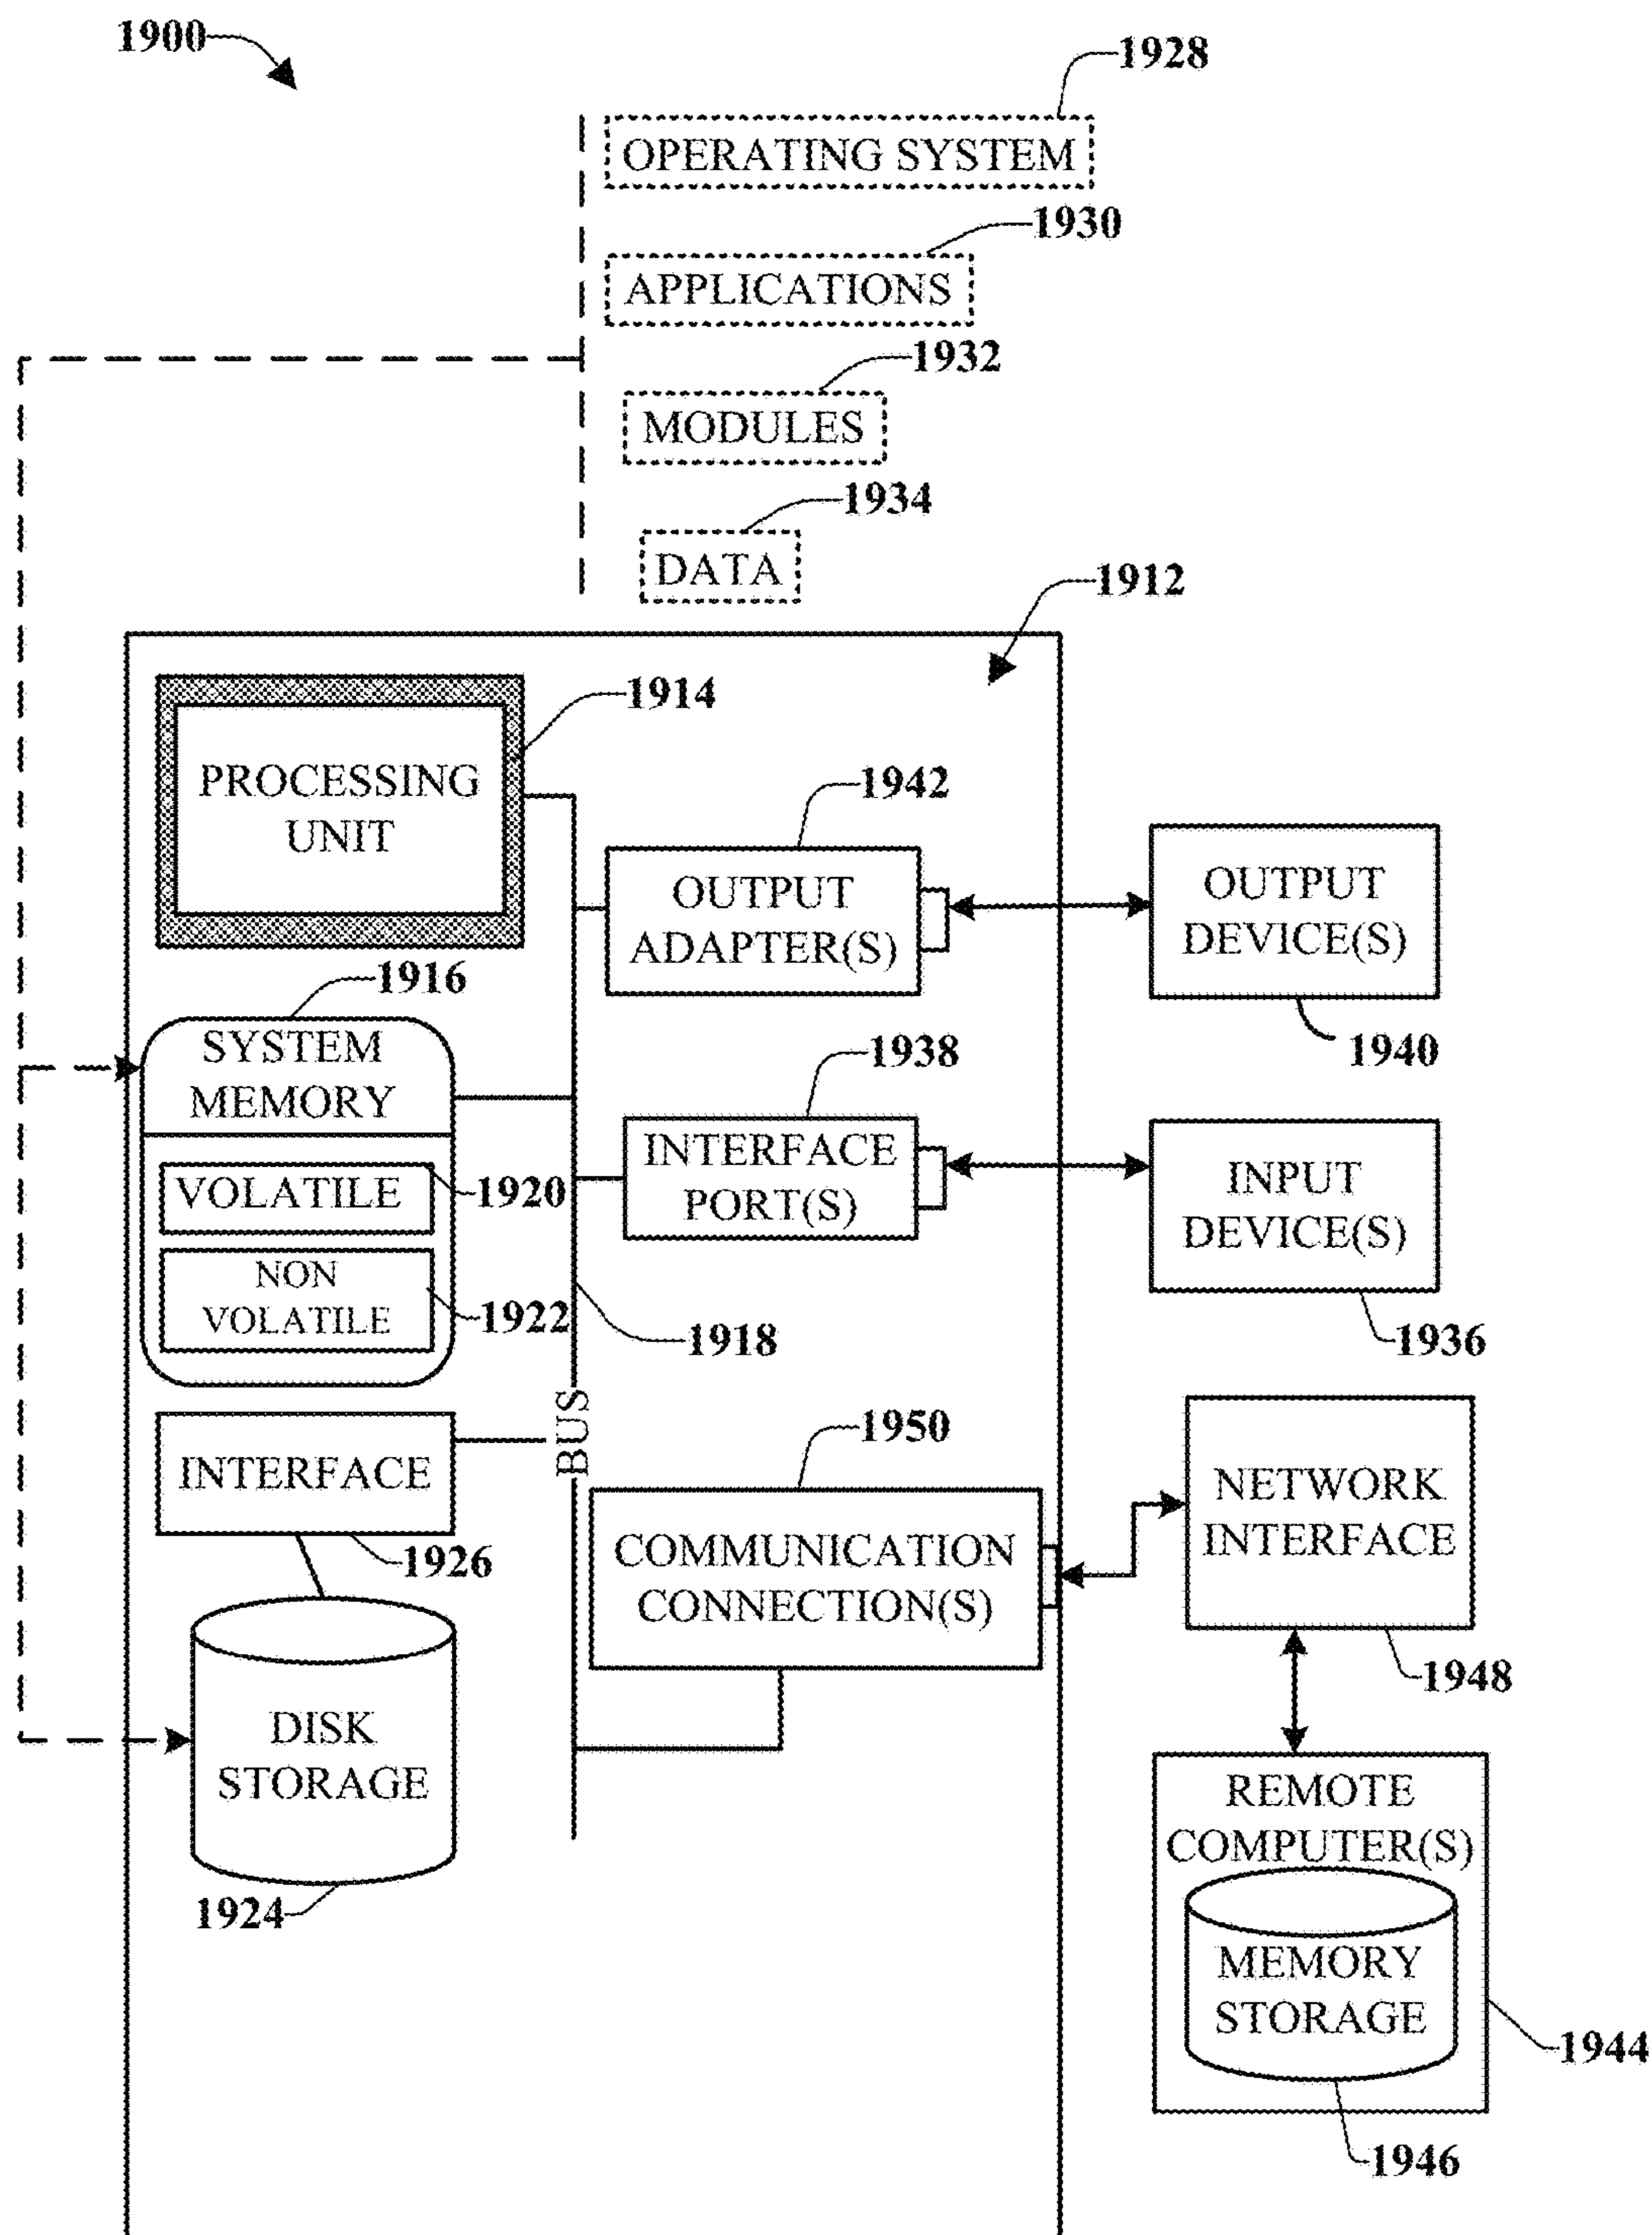 1900
1928
OPERATING SYSTEM
1930
APPLICATIONS
1932
MODULES
1934
DATA
1912
1914
PROCESSING
UNIT
1942
OUTPUT
ADAPTER(S)
OUTPUT
DEVICE(S)
1940
1916
SYSTEM
MEMORY
VOLATILE
1920
NON
VOLATILE
1922
1938
INTERFACE
PORT(S)
INPUT
DEVICE(S)
1936
1918
BUS
INTERFACE
1926
1950
COMMUNICATION
CONNECTION(S)
NETWORK
INTERFACE
1948
DISK
STORAGE
1924
REMOTE
COMPUTER(S)
MEMORY
STORAGE
1944
1946